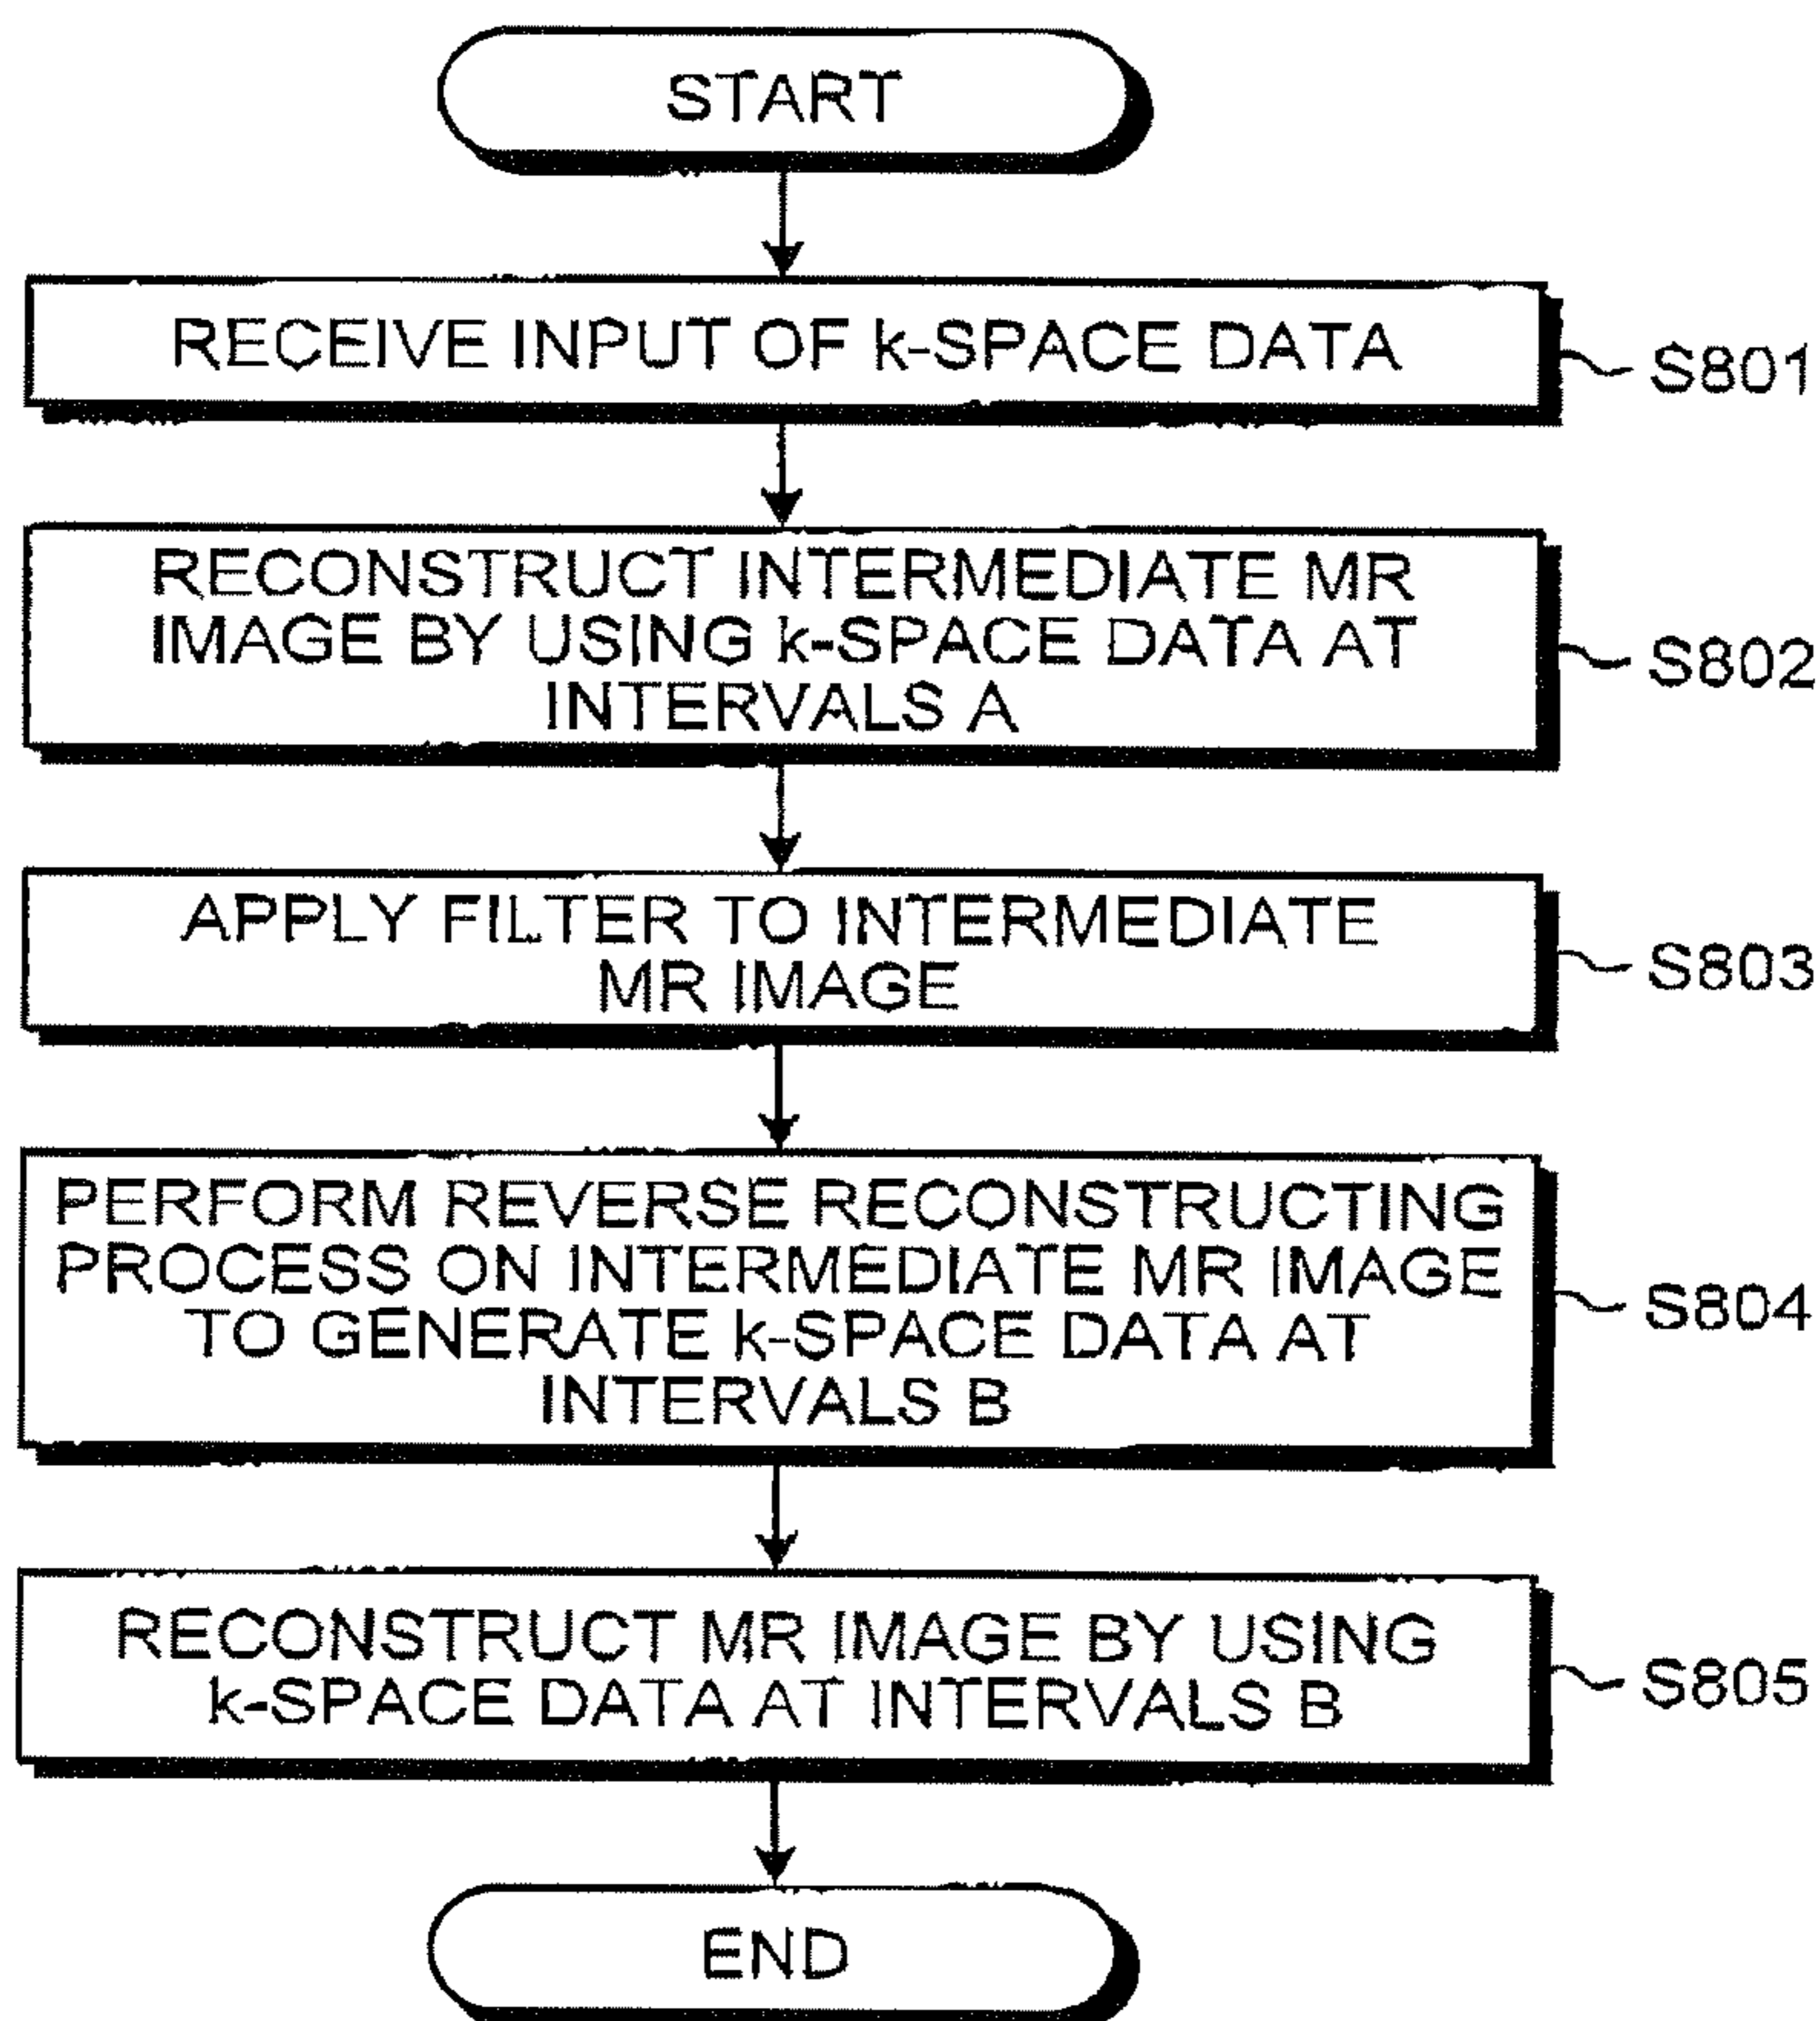 START
RECEIVE INPUT OF k-SPACE DATA
S801
RECONSTRUCT INTERMEDIATE MR
IMAGE BY USING k-SPACE DATA AT
INTERVALS A
S802
APPLY FILTER TO INTERMEDIATE
MR IMAGE
S803
PERFORM REVERSE RECONSTRUCTING
PROCESS ON INTERMEDIATE MR IMAGE
TO GENERATE k-SPACE DATA AT
INTERVALS B
S804
RECONSTRUCT MR IMAGE BY USING
k-SPACE DATA AT INTERVALS B
S805
END